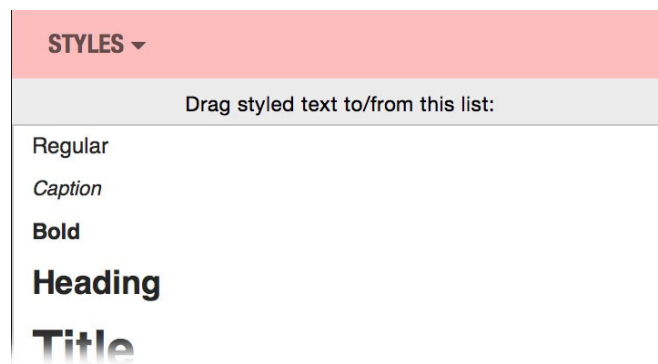 STYLES
Drag styled text to/from this list:
Regular
Caption
Bold
Heading
Title